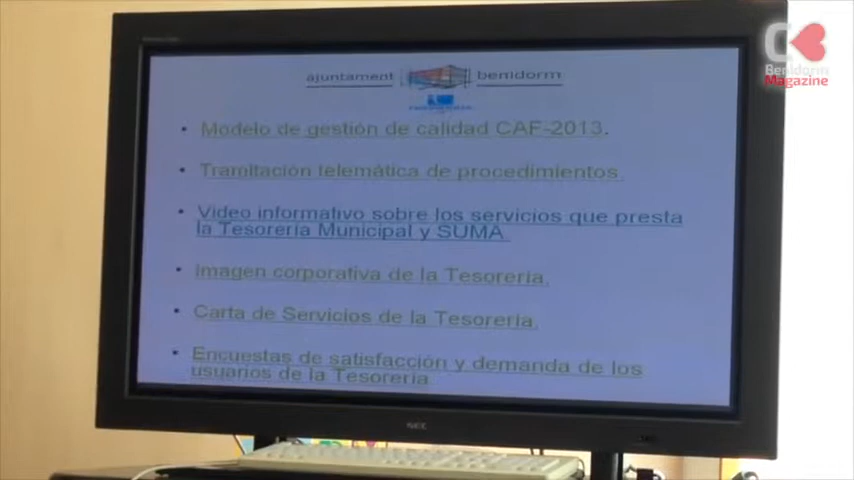 Benidorm
Magazine
ajuntament benidorm
• Modelo de gestión de calidad CAF-2013.
• Tramitación telemática de procedimientos.
• Video informativo sobre los servicios que presta
la Tesorería Municipal y SUMA.
• Imagen corporativa de la Tesorería.
• Carta de Servicios de la Tesorería.
• Encuestas de satisfacción y demanda de los
usuarios de la Tesorería.
NEC